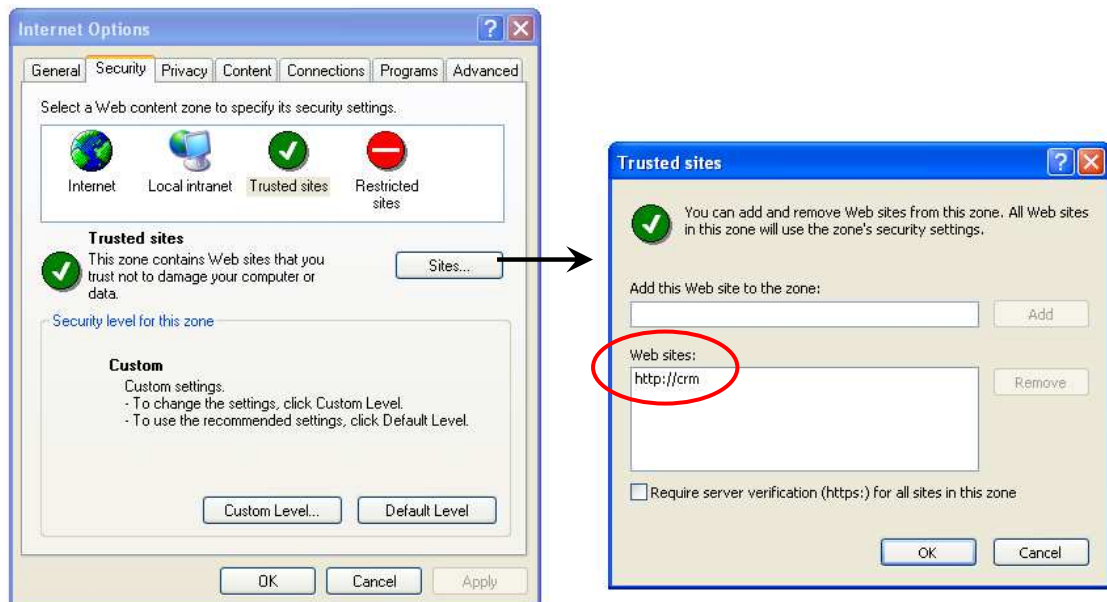 Internet Options
General Security Privacy Content Connections Programs Advanced
Select a Web content zone to specify its security settings.
Internet Local intranet Trusted sites Restricted
sites
Trusted sites
This zone contains Web sites that you
trust not to damage your computer or
data.
Sites...
Security level for this zone
Custom
Custom settings.
- To change the settings, click Custom Level.
- To use the recommended settings, click Default Level.
Custom Level... Default Level
OK Cancel Apply
Trusted sites
You can add and remove Web sites from this zone. All Web sites
in this zone will use the zone's security settings.
Add this Web site to the zone:
Add
Web sites:
http://crm
Remove
Require server verification (https:) for all sites in this zone
OK Cancel